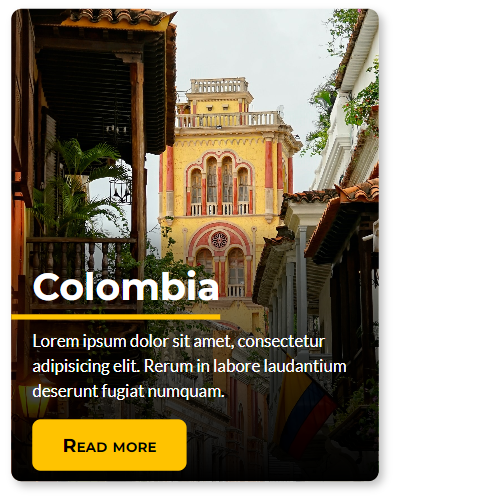 Colombia
Lorem ipsum dolor sit amet, consectetur
adipisicing elit. Rerum in labore laudantium
deserunt fugiat numquam.
Read more